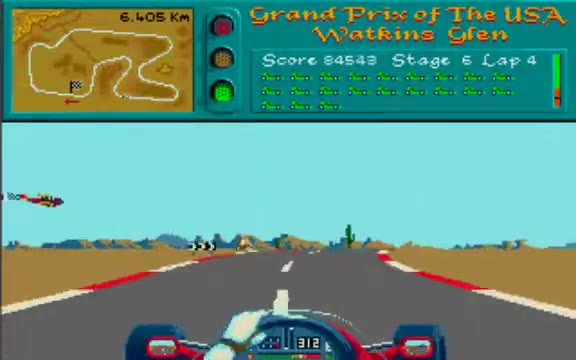 6.405 Km
Grand Prix of The USA
Watkins Glen
Score 84543 Stage 6 Lap 4
312